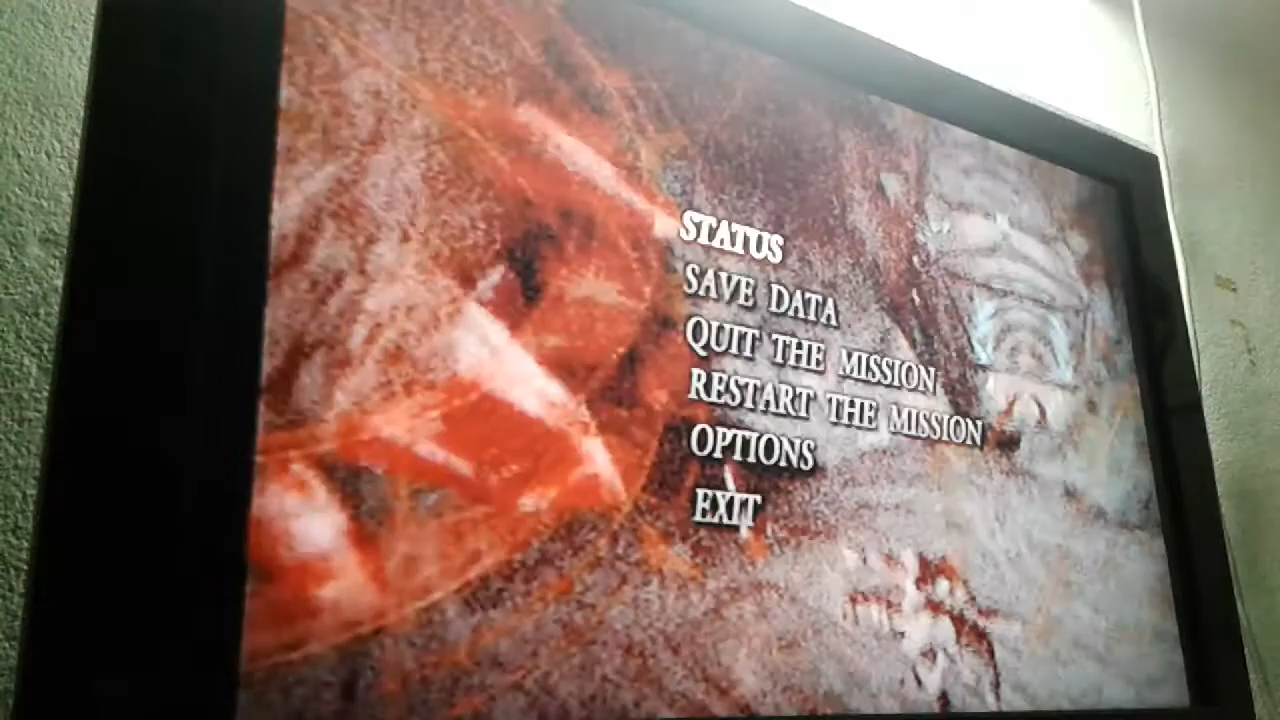 STATUS
SAVE DATA
QUIT THE MISSION
RESTART THE MISSION
OPTIONS
EXIT